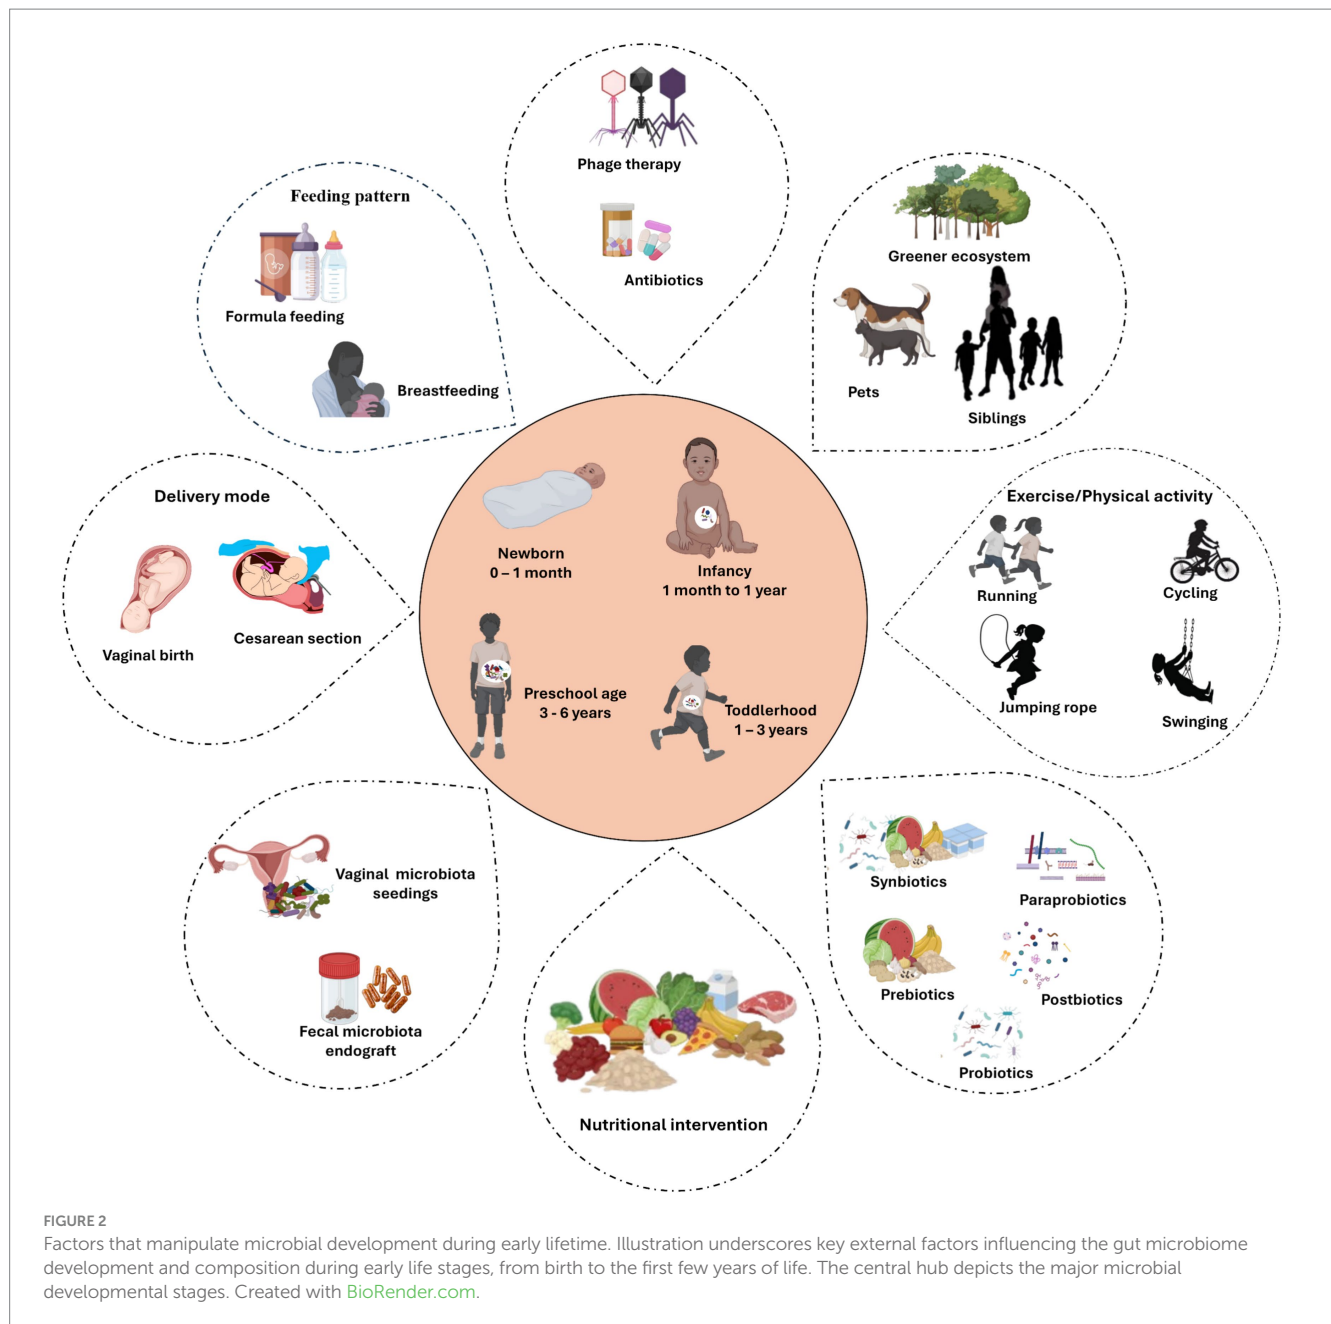 Phage therapy
Antibiotics
Feeding pattern
Formula feeding
Breastfeeding
Greener ecosystem
Pets
Siblings
Delivery mode
Vaginal birth
Cesarean section
Newborn
0 – 1 month
Infancy
1 month to 1 year
Preschool age
3 - 6 years
Toddlerhood
1 – 3 years
Exercise/Physical activity
Running
Cycling
Jumping rope
Swinging
Vaginal microbiota
seedings
Fecal microbiota
endograft
Nutritional intervention
Synbiotics
Paraprobiotics
Prebiotics
Postbiotics
Probiotics
FIGURE 2
Factors that manipulate microbial development during early lifetime. Illustration underscores key external factors influencing the gut microbiome
development and composition during early life stages, from birth to the first few years of life. The central hub depicts the major microbial
developmental stages. Created with BioRender.com.